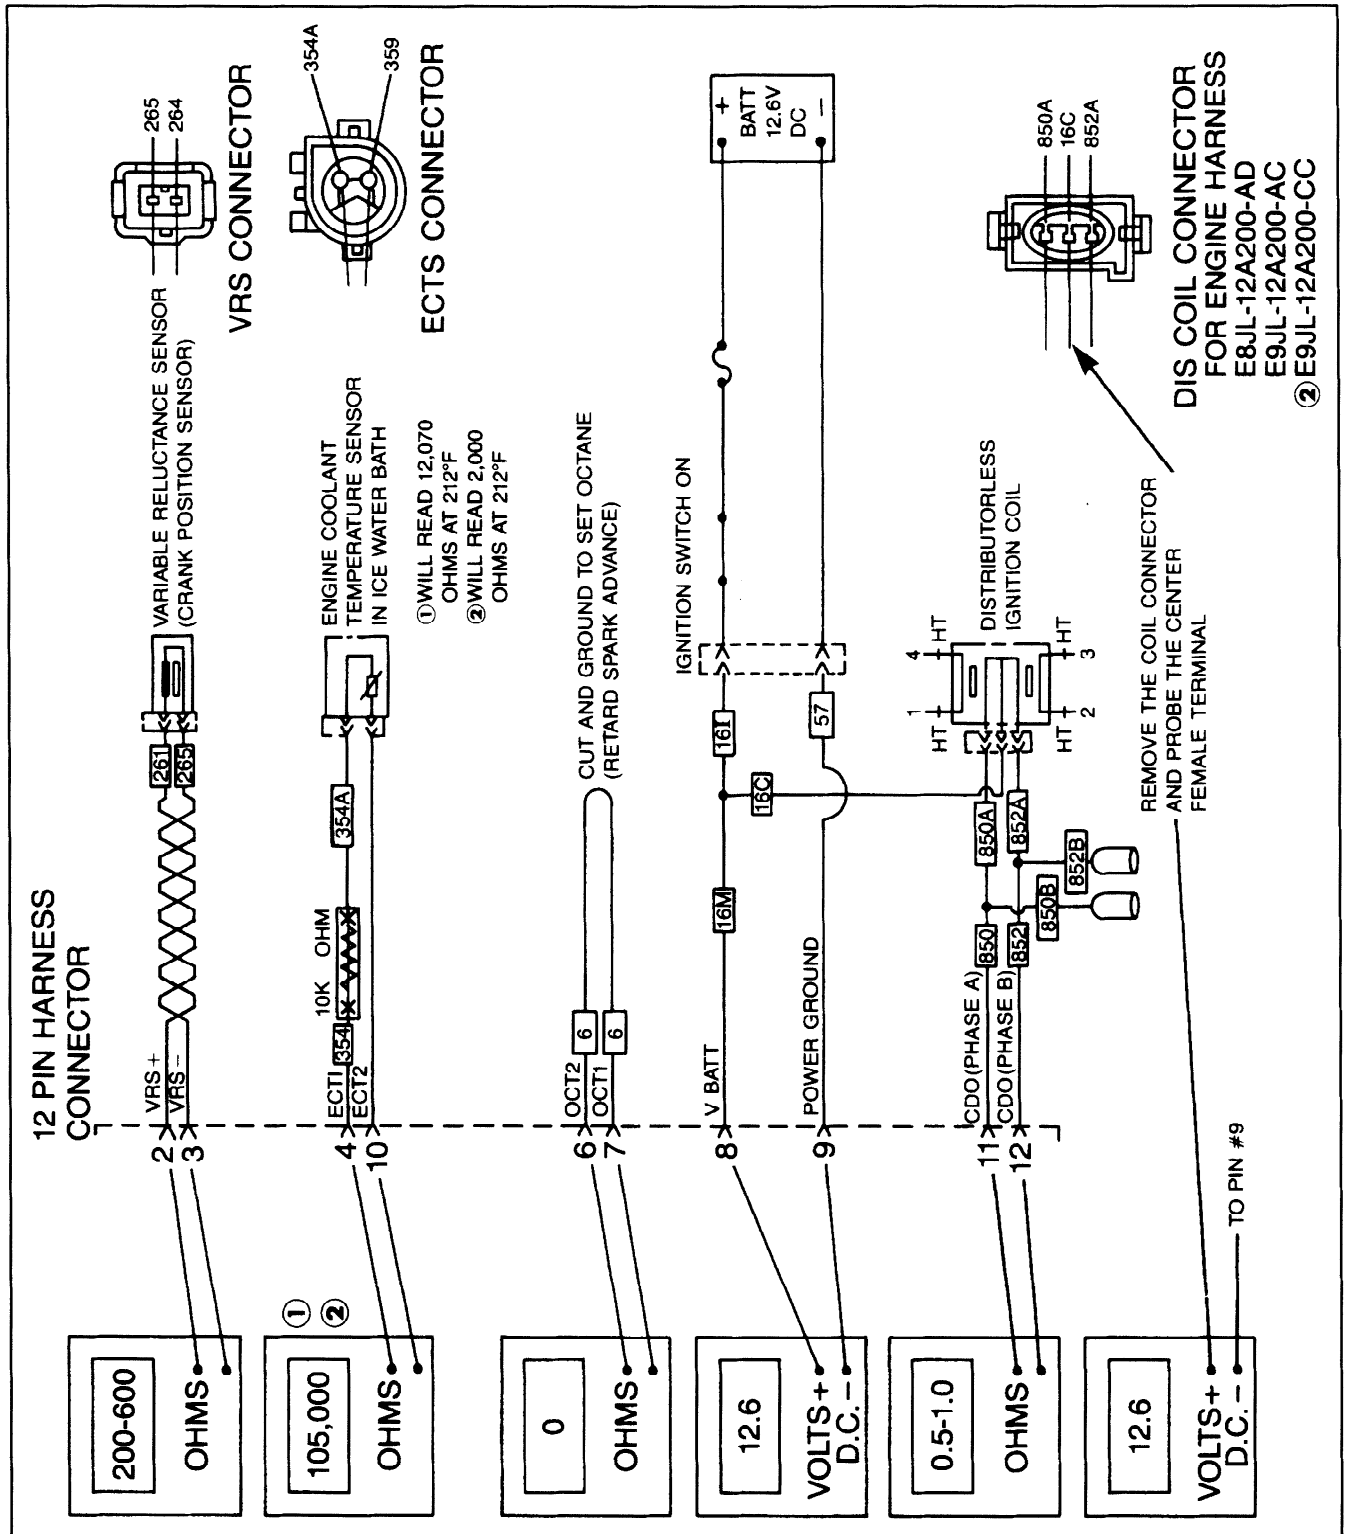 12 PIN HARNESS
CONNECTOR
200-600
OHMS
2
3
VRS+
VRS-
261
265
VARIABLE RELUCTANCE SENSOR
(CRANK POSITION SENSOR)
265
264
VRS CONNECTOR
①
②
105,000
OHMS
4
10
ECTI
ECT2
354
10K OHM
354A
ENGINE COOLANT
TEMPERATURE SENSOR
IN ICE WATER BATH
①WILL READ 12,070
OHMS AT 212°F
②WILL READ 2,000
OHMS AT 212°F
354A
359
ECTS CONNECTOR
0
OHMS
6
7
OCT2
OCT1
6
6
CUT AND GROUND TO SET OCTANE
(RETARD SPARK ADVANCE)
12.6
VOLTS+
D.C.-
8
9
V BATT
POWER GROUND
16M
16I
16C
57
IGNITION SWITCH ON
+
BATT
12.6V
DC
-
0.5-1.0
OHMS
11
12
CDO(PHASE A)
CDO(PHASE B)
850
852
850B
852B
850A
852A
HT
1
4
HT
HT
2
3
HT
DISTRIBUTORLESS
IGNITION COIL
850A
16C
852A
DIS COIL CONNECTOR
FOR ENGINE HARNESS
E8JL-12A200-AD
E9JL-12A200-AC
②E9JL-12A200-CC
12.6
VOLTS+
D.C.-
TO PIN #9
REMOVE THE COIL CONNECTOR
AND PROBE THE CENTER
FEMALE TERMINAL